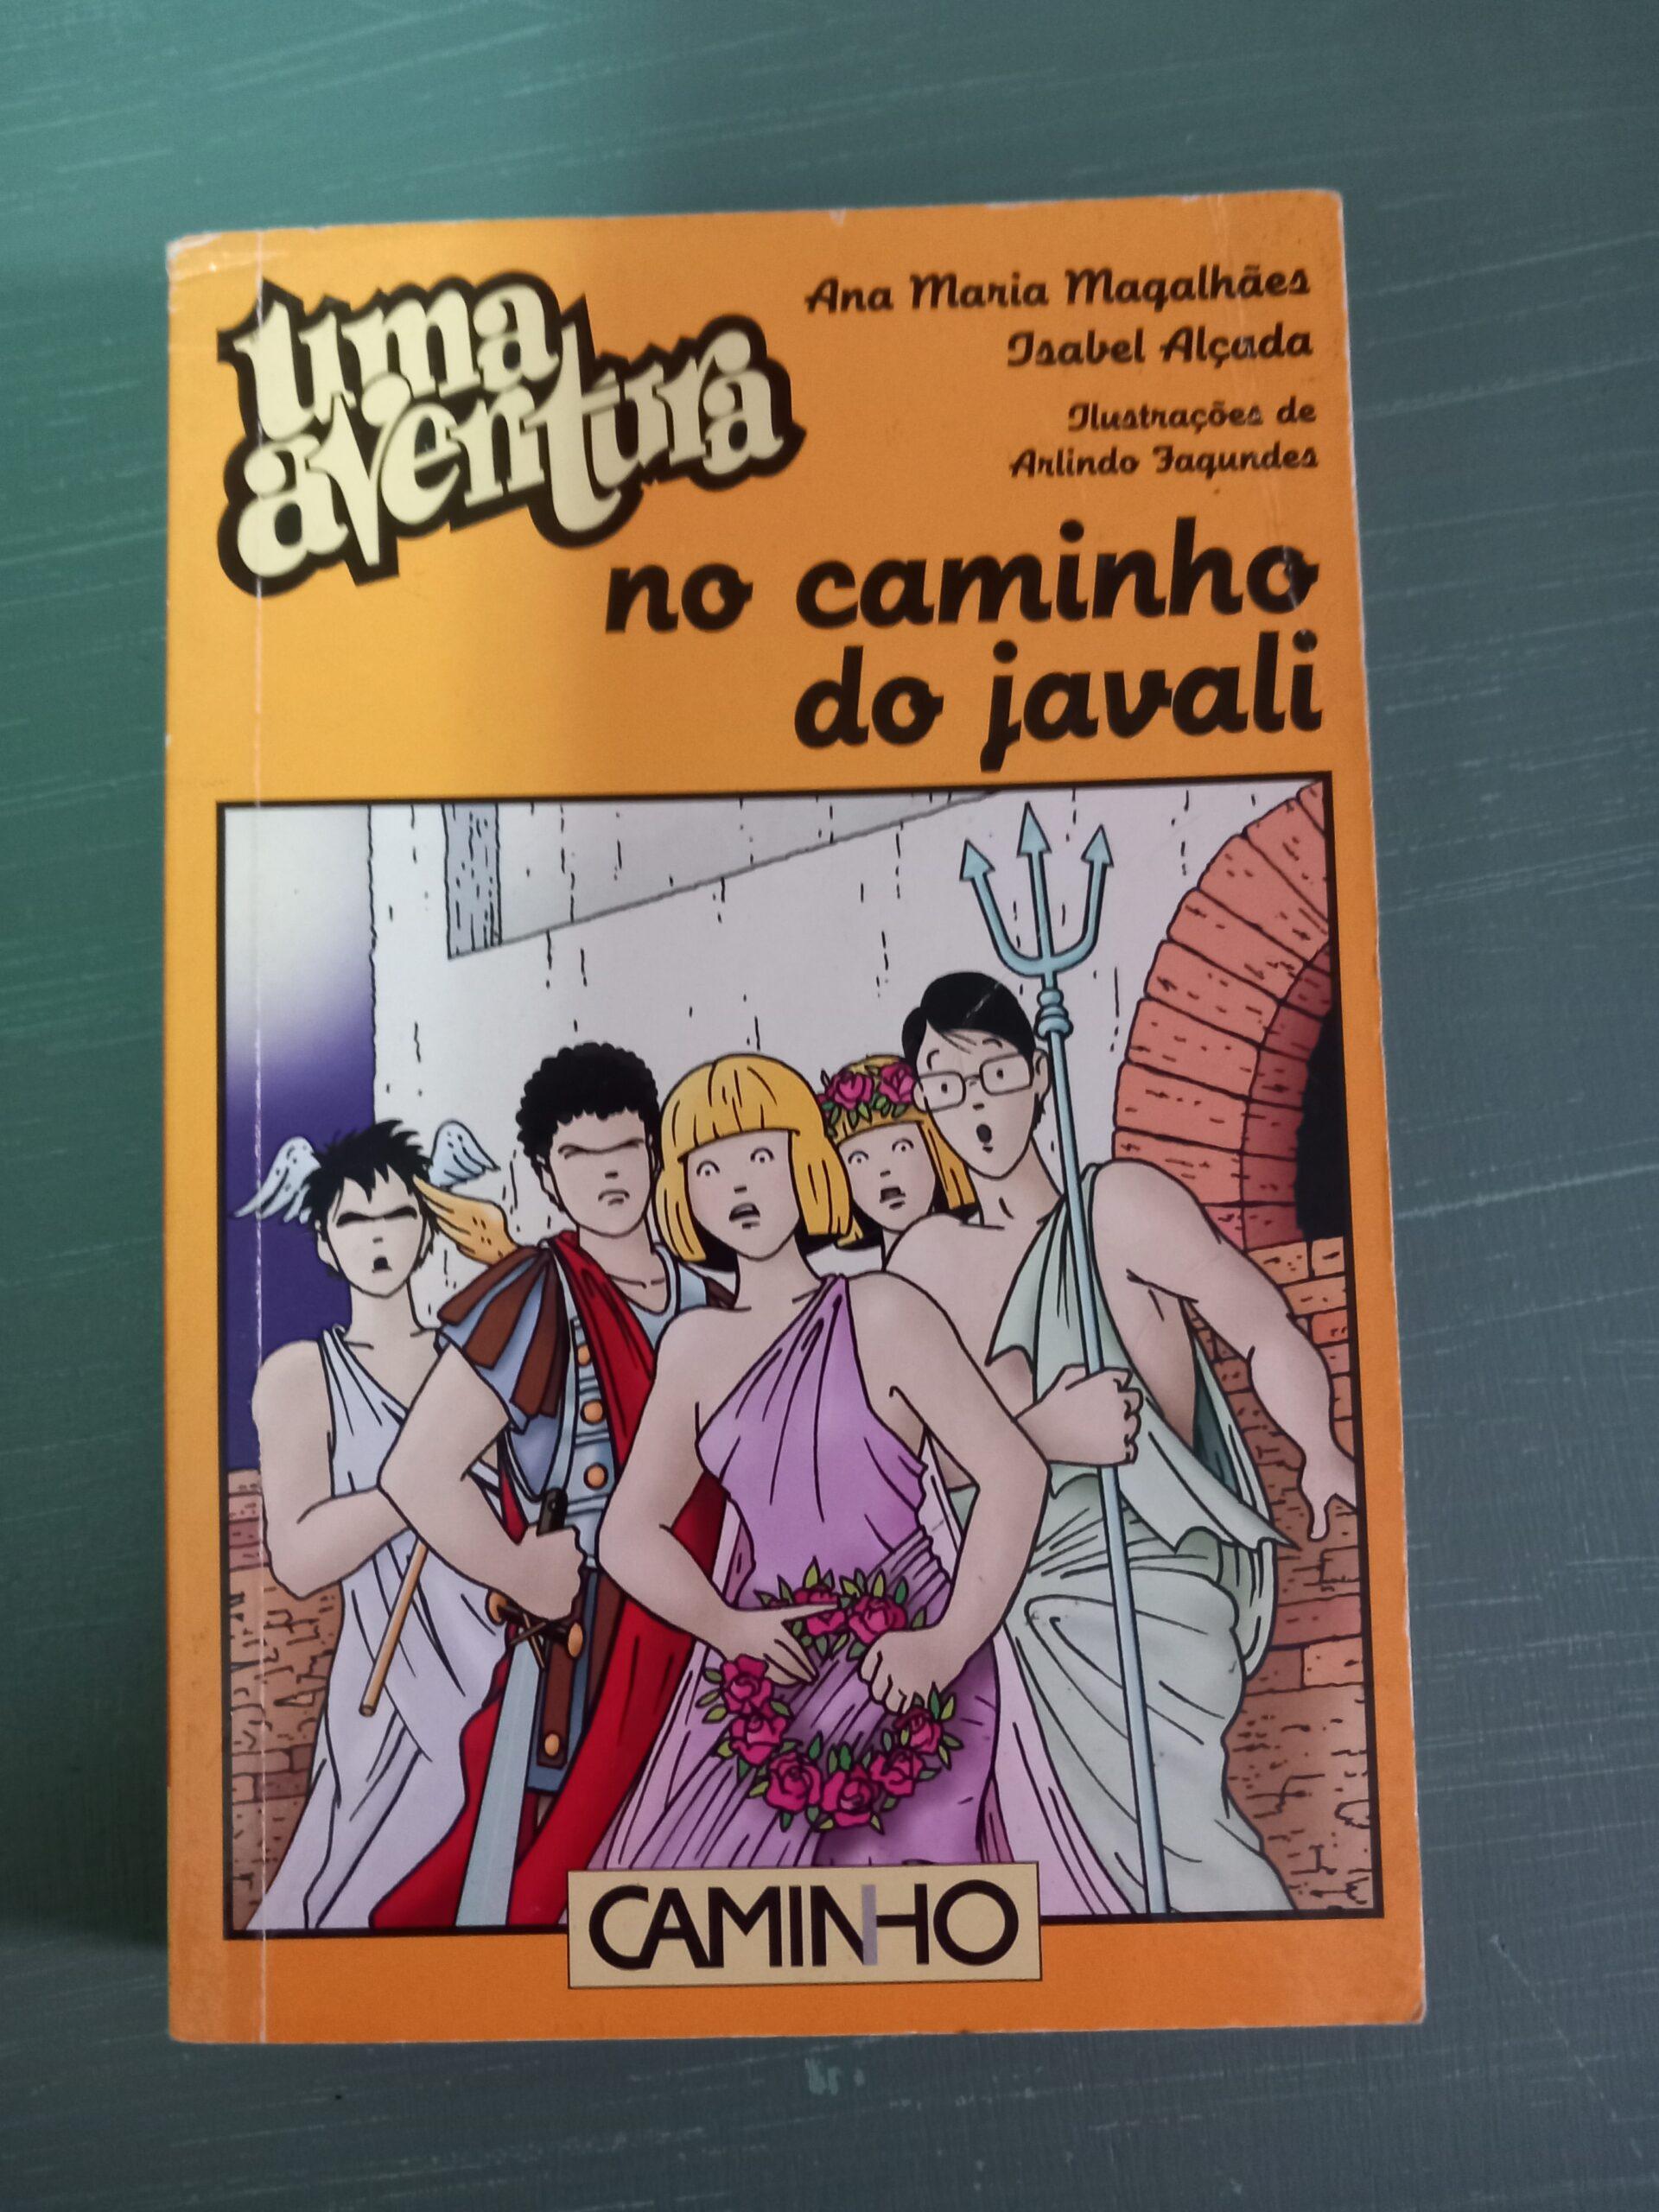 uma
aventura
Ana Maria Magalhães
Isabel Alçada
Ilustrações de
Arlindo Fagundes
no caminho
do javali
CAMINHO